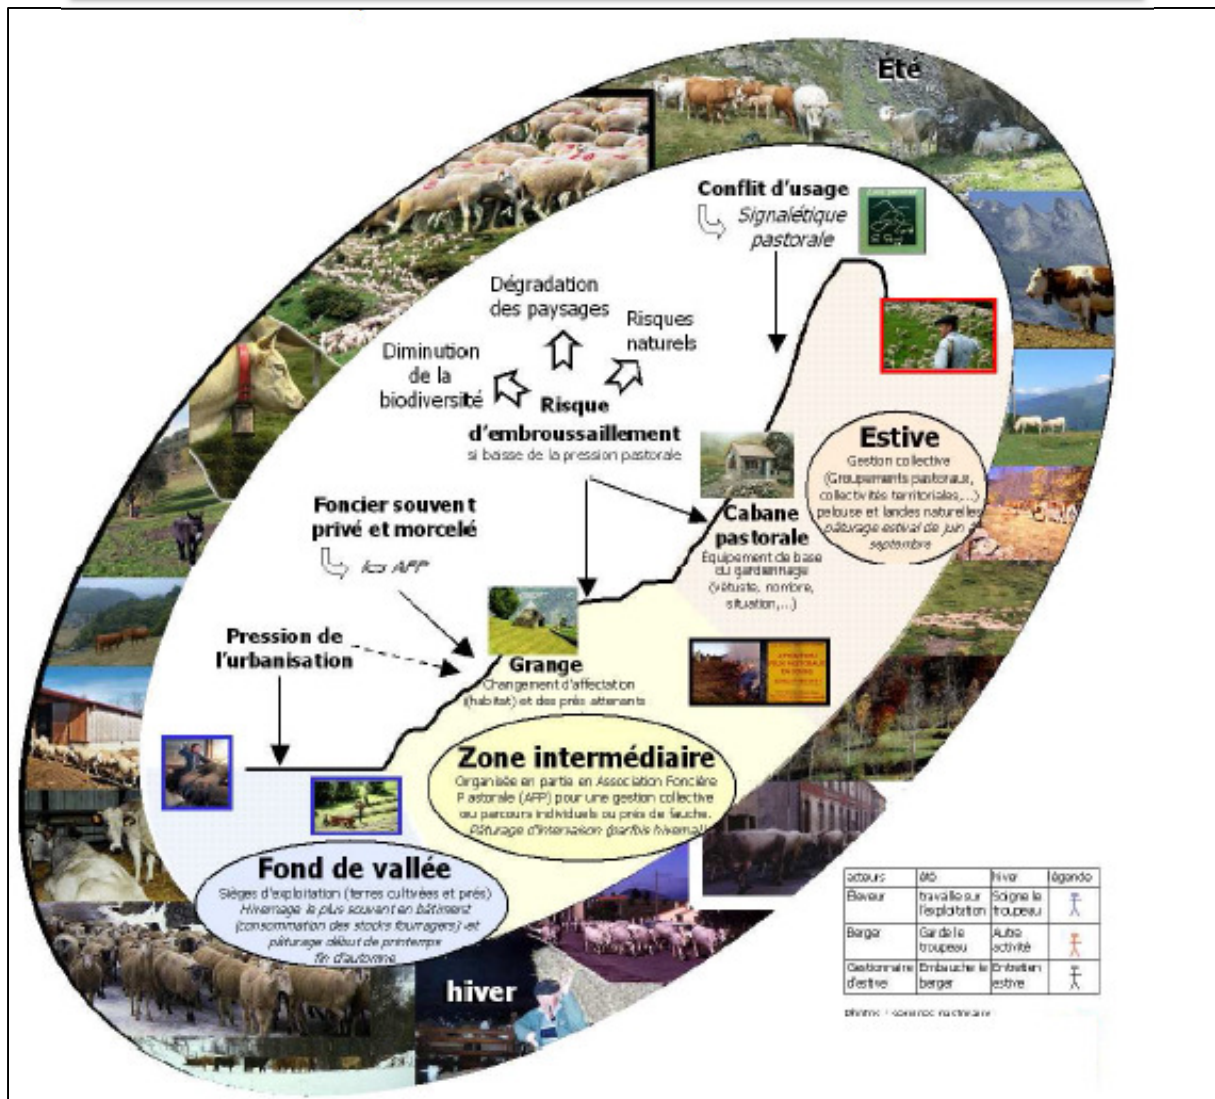 Été
Conflit d'usage
Signalétique
pastorale
Dégradation
des paysages
Risques
naturels
Diminution
de la
biodiversité
Risque
d'embroussaillement
si baisse de la pression pastorale
Estive
Gestion collective
(Groupements pastoraux,
collectivités territoriales,...)
pelouse et landes naturelles
pâturage estival de juin à
septembre
Foncier souvent
privé et morcelé
les AFP
Cabane
pastorale
Équipement de base
du gardiennage
(vétuste, nombre,
situation,...)
Pression de
l'urbanisation
Grange
Changement d'affectation
(habitat) et des prés attenants
Zone intermédiaire
Organisée en partie en Association Foncière
Pastorale (AFP) pour une gestion collective
ou parcours individuels ou prés de fauche.
Pâturage d'intersaison (parfois hivernal)
Fond de vallée
Sièges d'exploitation (terres cultivées et prés)
Hivernage le plus souvent en bâtiment
(consommation des stocks fourragers) et
pâturage début de printemps
fin d'automne
hiver
acteurs été hiver légende
Éleveur travaille sur l'exploitation Soigne le troupeau
Berger Garde le troupeau Autre activité
Gestionnaire d'estive Embauche le berger Entretien estive